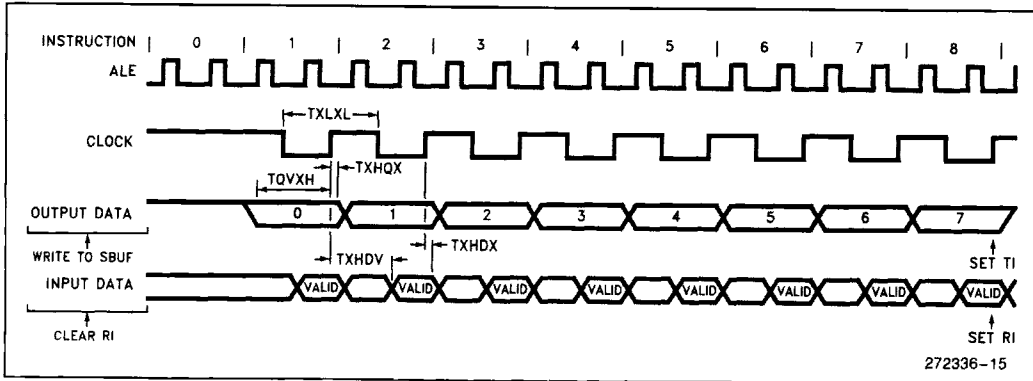 INSTRUCTION | 0 | 1 | 2 | 3 | 4 | 5 | 6 | 7 | 8 |
ALE
TXLXL
CLOCK
TXHQX
TQVXH
OUTPUT DATA 0 1 2 3 4 5 6 7
WRITE TO SBUF TXHDV TXHDX SET TI
INPUT DATA VALID VALID VALID VALID VALID VALID VALID VALID
CLEAR RI SET RI
272336-15